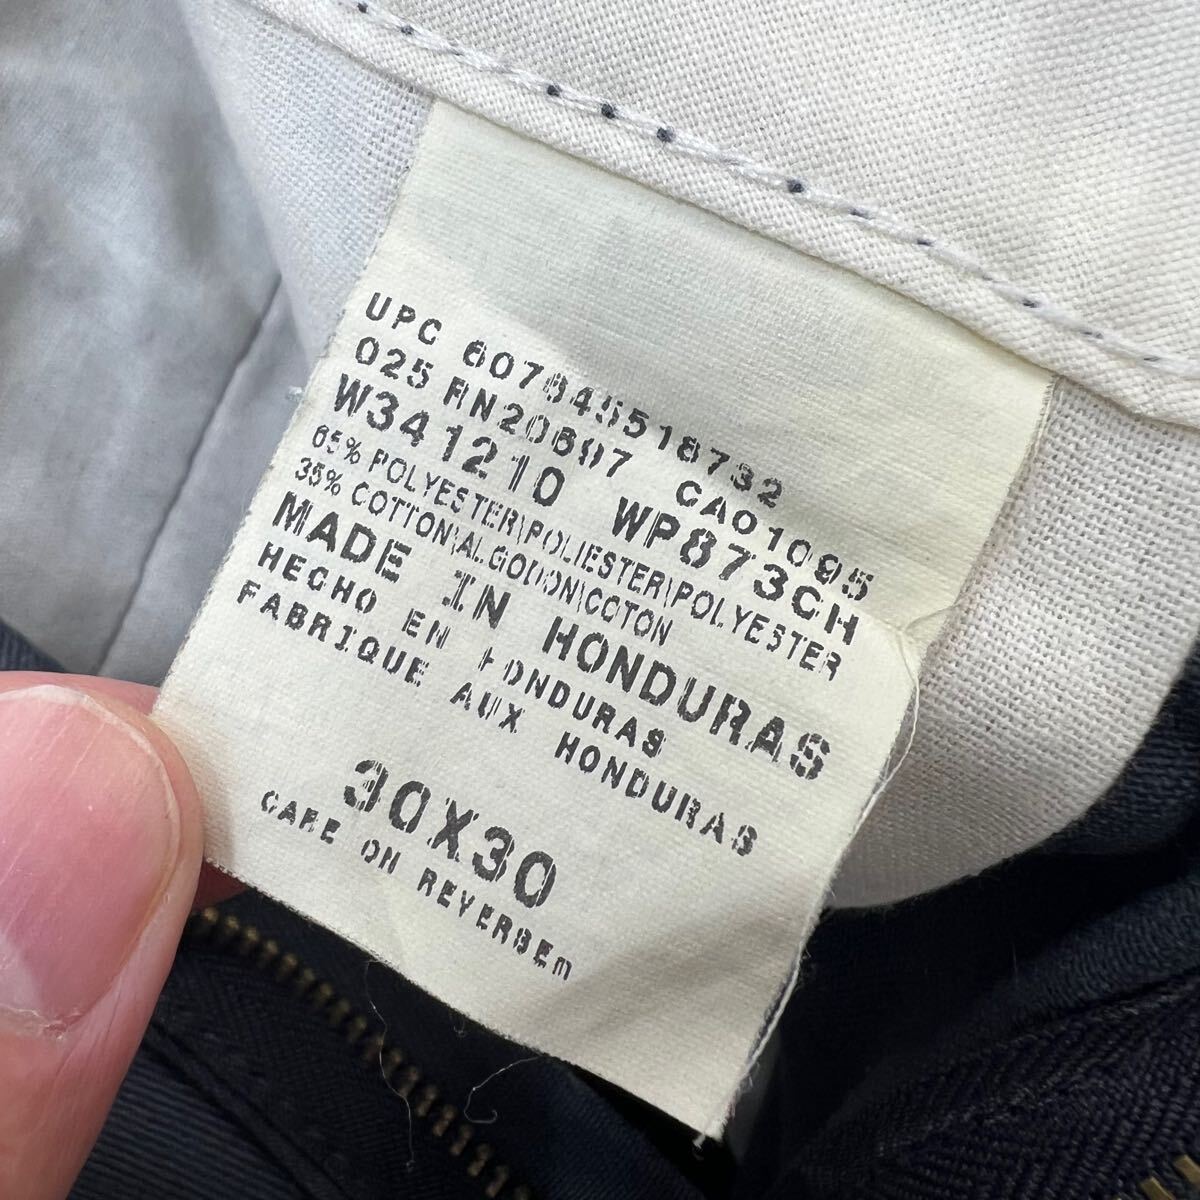 UPC 607645518732
025 RN20697 CA01095
W341210 WP873CH
65% POLYESTER\POLIESTER\POLYESTER
35% COTTON\ALGODON\COTON
MADE IN HONDURAS
HECHO EN HONDURAS
FABRIQUE AUX HONDURAS
30X30
CARE ON REVERSEm